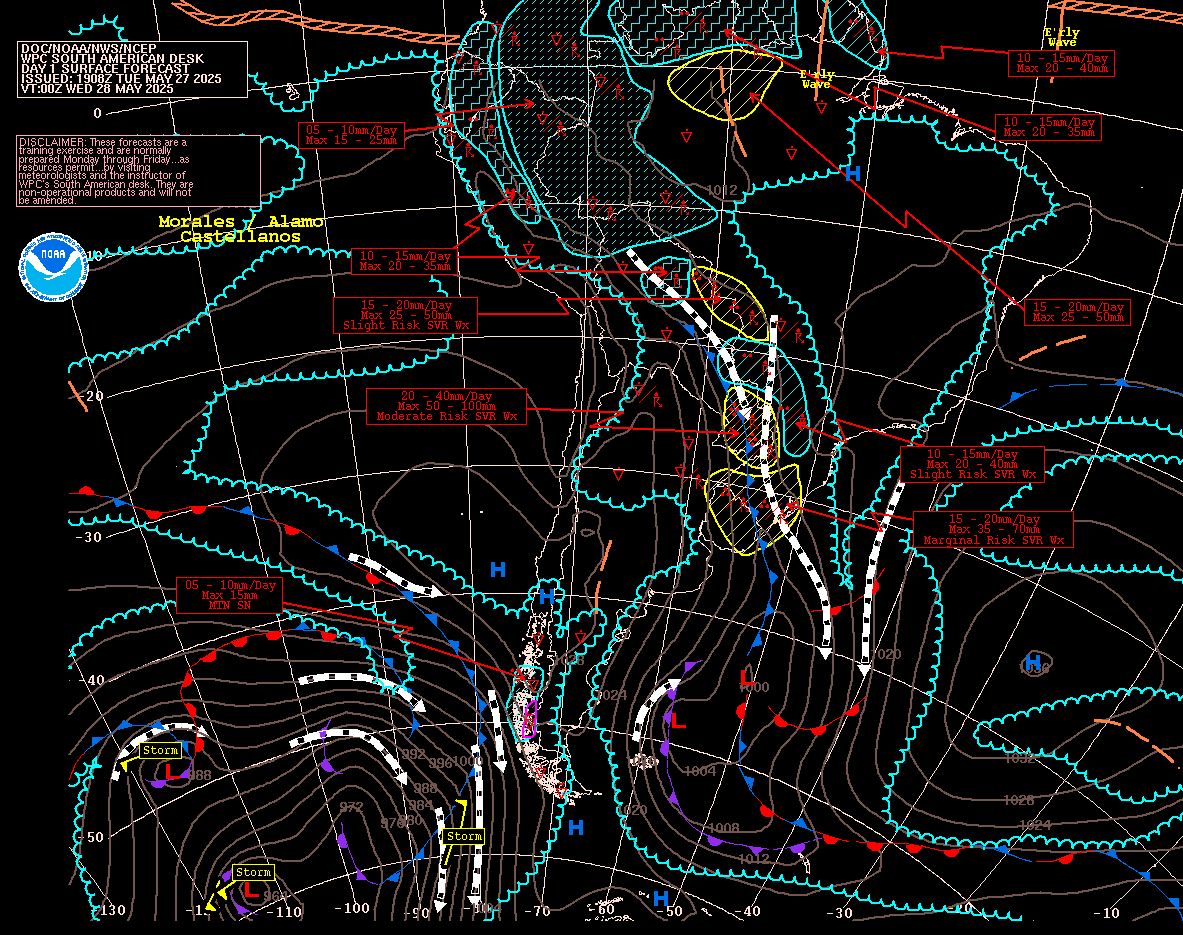 DOC/NOAA/NWS/NCEP
WPC SOUTH AMERICAN DESK
DAY 1 SURFACE FORECAST
ISSUED: 1908Z TUE MAY 27 2025
VT:00Z WED 28 MAY 2025
E'rly
Wave
E'rly
Wave
10 - 15mm/Day
Max 20 - 40mm
0
05 - 10mm/Day
Max 15 - 25mm
10 - 15mm/Day
Max 20 - 35mm
DISCLAIMER: These forecasts are a
training exercise and are normally
prepared Monday through Friday...as
resources permit...by visiting
meteorologists and the instructor of
WPC's South American desk. They are
non-operational products and will not
be amended.
H
1012
Morales / Alamo
Castellanos
NOAA
10 - 15mm/Day
Max 20 - 35mm
15 - 20mm/Day
Max 25 - 50mm
Slight Risk SVR Wx
15 - 20mm/Day
Max 25 - 50mm
-20
20 - 40mm/Day
Max 50 - 100mm
Moderate Risk SVR Wx
10 - 15mm/Day
Max 20 - 40mm
Slight Risk SVR Wx
15 - 20mm/Day
Max 35 - 70mm
Marginal Risk SVR Wx
-30
H
H
05 - 10mm/Day
Max 15mm
MTN SN
1020
H
1028
-40
1024
L
1000
L
Storm
L
988
992
996
1000
988
984
980
976
972
1004
1032
1028
1024
1020
1008
1012
H
-50
Storm
Storm
L
H
-130
-110
-100
-90
-70
-60
-50
-40
-30
-20
-10